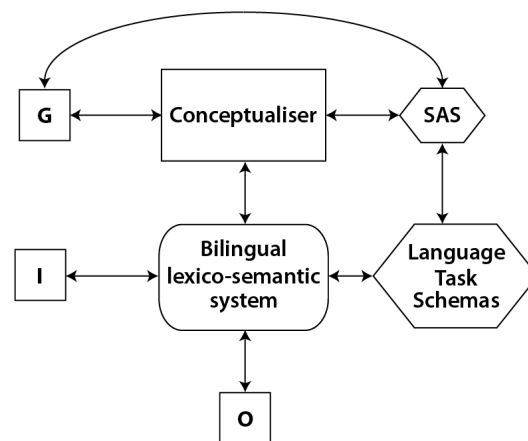 G
Conceptualiser
SAS
I
Bilingual
lexico-semantic
system
Language
Task
Schemas
O